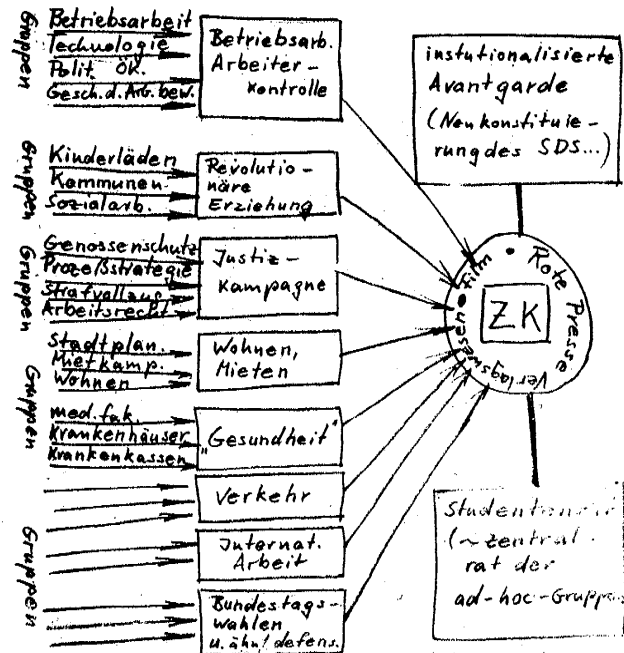 Gruppen
Betriebsarbeit
Technologie
Polit. Ök.
Gesch. d. Arb. bew.
Betriebsarb.
Arbeiter-
kontrolle
Gruppen
Kinderläden
Kommunen
Sozialarb.
Revolutio-
näre
Erziehung
Gruppen
Genossenschutz
Prozeßstrategie
Strafvollzug
Arbeitsrecht
Justiz-
Kampagne
Gruppen
Stadtplan.
Mietkamp.
Wohnen
Wohnen,
Mieten
med. fak.
Krankenhäuser
Krankenkassen
„Gesundheit"
Verkehr
Gruppen
Internat.
Arbeit
Bundestags-
wahlen
u. ähnl. defens.
instutionalisierte
Avantgarde
(Neukonstituie-
rung des SDS...)
film • Rote Presse Verlagswesen •
ZK
(~zentral-
rat der
ad-hoc-Gruppen